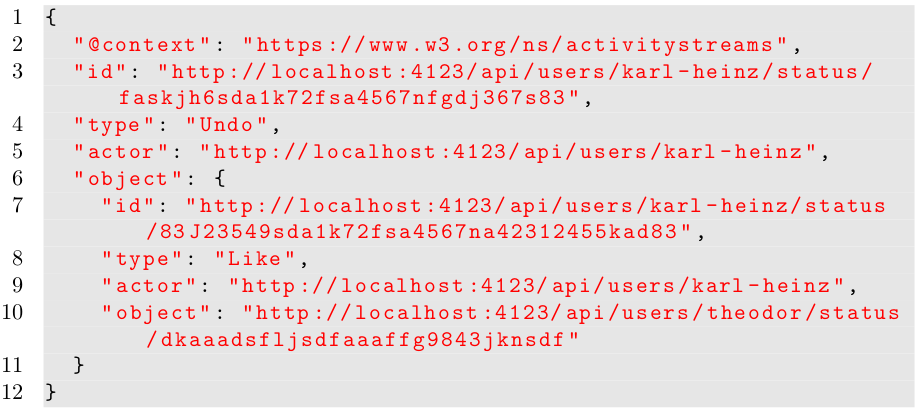 1 {
2 "@context": "https://www.w3.org/ns/activitystreams",
3 "id": "http://localhost:4123/api/users/karl-heinz/status/
faskjh6sda1k72fsa4567nfgdj367s83",
4 "type": "Undo",
5 "actor": "http://localhost:4123/api/users/karl-heinz",
6 "object": {
7 "id": "http://localhost:4123/api/users/karl-heinz/status
/83J23549sda1k72fsa4567na42312455kad83",
8 "type": "Like",
9 "actor": "http://localhost:4123/api/users/karl-heinz",
10 "object": "http://localhost:4123/api/users/theodor/status
/dkaaadsfljsdfaaaffg9843jknsdf"
11 }
12 }